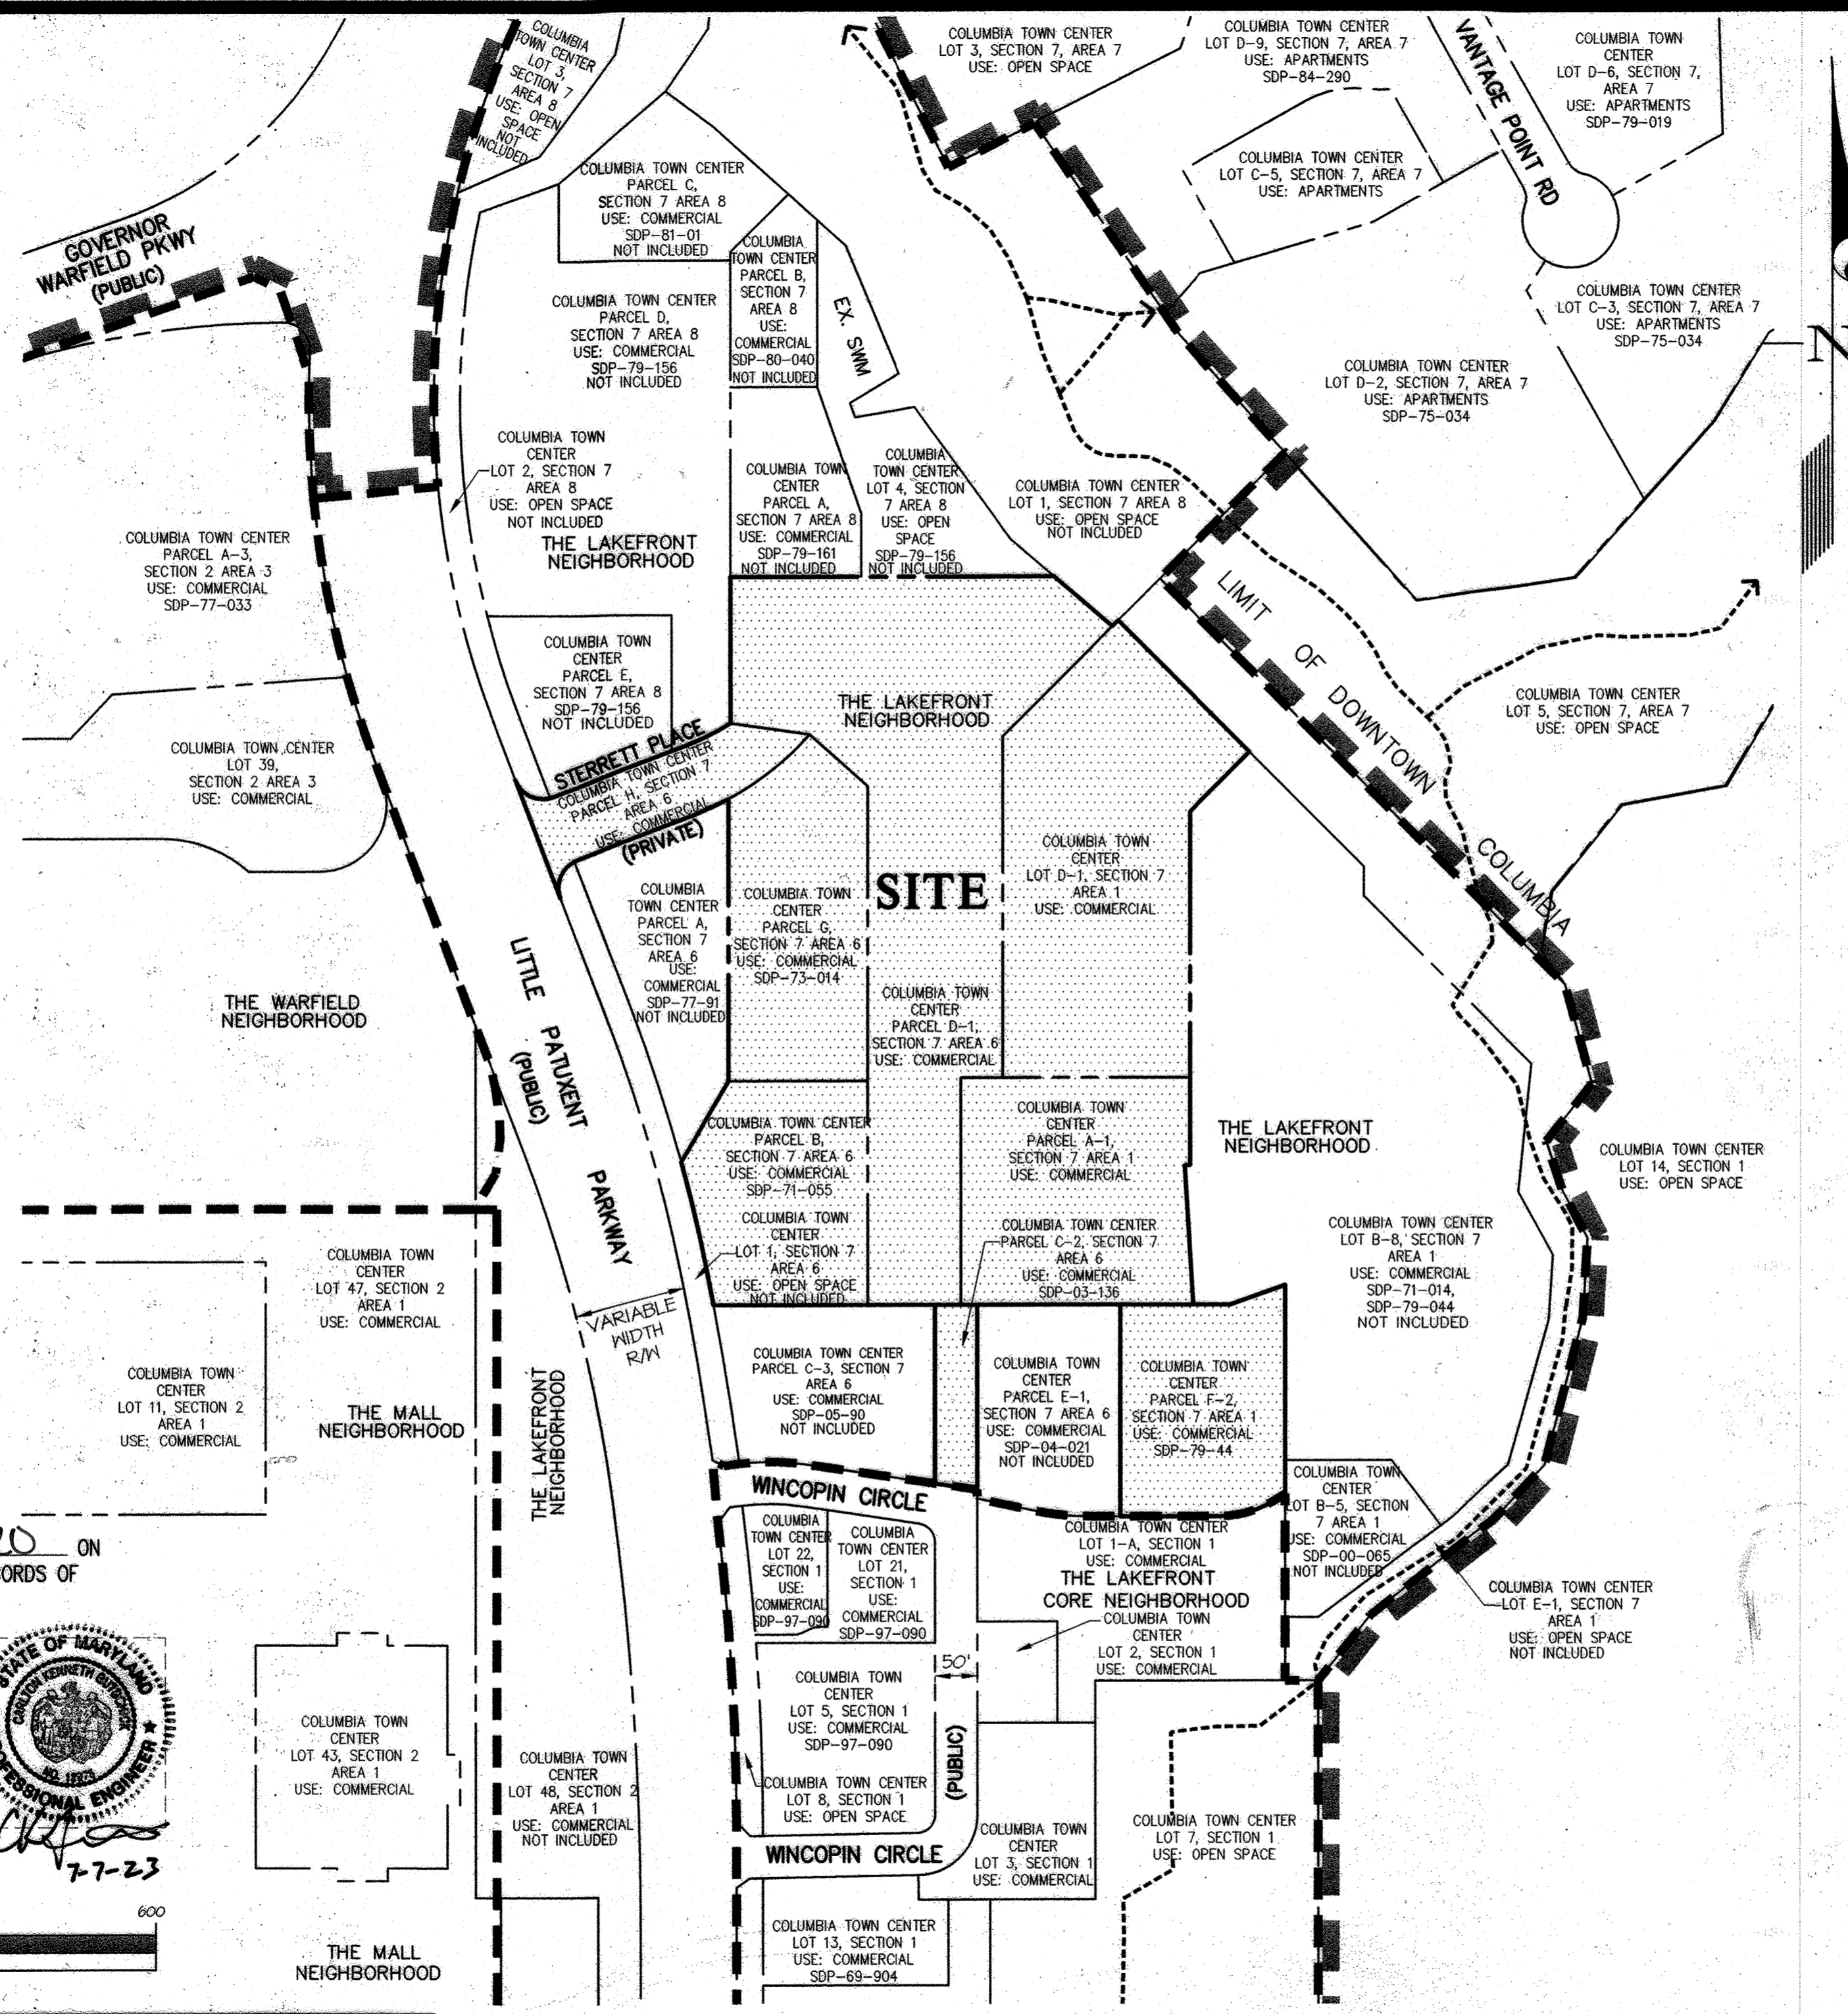 COLUMBIA
TOWN CENTER
LOT 3,
SECTION 7
AREA 8
USE: OPEN
SPACE
NOT
INCLUDED
COLUMBIA TOWN CENTER
LOT 3, SECTION 7, AREA 7
USE: OPEN SPACE
COLUMBIA TOWN CENTER
LOT D-9, SECTION 7, AREA 7
USE: APARTMENTS
SDP-84-290
VANTAGE POINT RD
COLUMBIA TOWN
CENTER
LOT D-6, SECTION 7,
AREA 7
USE: APARTMENTS
SDP-79-019
COLUMBIA TOWN CENTER
PARCEL C,
SECTION 7 AREA 8
USE: COMMERCIAL
SDP-81-01
NOT INCLUDED
COLUMBIA TOWN CENTER
LOT C-5, SECTION 7, AREA 7
USE: APARTMENTS
GOVERNOR
WARFIELD PKWY
(PUBLIC)
COLUMBIA
TOWN CENTER
PARCEL B,
SECTION 7
AREA 8
USE:
COMMERCIAL
SDP-80-040
NOT INCLUDED
EX. SWM
COLUMBIA TOWN CENTER
PARCEL D,
SECTION 7 AREA 8
USE: COMMERCIAL
SDP-79-156
NOT INCLUDED
COLUMBIA TOWN CENTER
LOT C-3, SECTION 7, AREA 7
USE: APARTMENTS
SDP-75-034
N
COLUMBIA TOWN CENTER
LOT D-2, SECTION 7, AREA 7
USE: APARTMENTS
SDP-75-034
COLUMBIA TOWN
CENTER
LOT 2, SECTION 7
AREA 8
USE: OPEN SPACE
NOT INCLUDED
THE LAKEFRONT
NEIGHBORHOOD
COLUMBIA TOWN
CENTER
PARCEL A,
SECTION 7 AREA 8
USE: COMMERCIAL
SDP-79-161
NOT INCLUDED
COLUMBIA
TOWN CENTER
LOT 4, SECTION
7 AREA 8
USE: OPEN
SPACE
SDP-79-156
NOT INCLUDED
COLUMBIA TOWN CENTER
LOT 1, SECTION 7 AREA 8
USE: OPEN SPACE
NOT INCLUDED
COLUMBIA TOWN CENTER
PARCEL A-3,
SECTION 2 AREA 3
USE: COMMERCIAL
SDP-77-033
LIMIT OF DOWNTOWN COLUMBIA
COLUMBIA TOWN
CENTER
PARCEL E,
SECTION 7 AREA 8
SDP-79-156
NOT INCLUDED
THE LAKEFRONT
NEIGHBORHOOD
COLUMBIA TOWN CENTER
LOT 5, SECTION 7, AREA 7
USE: OPEN SPACE
COLUMBIA TOWN CENTER
LOT 39,
SECTION 2 AREA 3
USE: COMMERCIAL
STERRETT PLACE
COLUMBIA TOWN CENTER
PARCEL H, SECTION 7
AREA 6
USE: COMMERCIAL
(PRIVATE)
COLUMBIA TOWN
CENTER
LOT D-1, SECTION 7
AREA 1
USE: COMMERCIAL
SITE
COLUMBIA
TOWN CENTER
PARCEL A,
SECTION 7
AREA 6
USE:
COMMERCIAL
SDP-77-91
NOT INCLUDED
COLUMBIA TOWN
CENTER
PARCEL G,
SECTION 7 AREA 6
USE: COMMERCIAL
SDP-73-014
COLUMBIA TOWN
CENTER
PARCEL D-1,
SECTION 7 AREA 6
USE: COMMERCIAL
THE WARFIELD
NEIGHBORHOOD
LITTLE PATUXENT PARKWAY
(PUBLIC)
COLUMBIA TOWN CENTER
PARCEL B,
SECTION 7 AREA 6
USE: COMMERCIAL
SDP-71-055
COLUMBIA TOWN
CENTER
PARCEL A-1,
SECTION 7 AREA 1
USE: COMMERCIAL
THE LAKEFRONT
NEIGHBORHOOD
COLUMBIA TOWN CENTER
LOT 14, SECTION 1
USE: OPEN SPACE
COLUMBIA TOWN
CENTER
LOT 1, SECTION 7
AREA 6
USE: OPEN SPACE
NOT INCLUDED
COLUMBIA TOWN CENTER
PARCEL C-2, SECTION 7
AREA 6
USE: COMMERCIAL
SDP-03-136
COLUMBIA TOWN CENTER
LOT B-8, SECTION 7
AREA 1
USE: COMMERCIAL
SDP-71-014,
SDP-79-044
NOT INCLUDED
COLUMBIA TOWN
CENTER
LOT 47, SECTION 2
AREA 1
USE: COMMERCIAL
VARIABLE
WIDTH
R/W
COLUMBIA TOWN
CENTER
LOT 11, SECTION 2
AREA 1
USE: COMMERCIAL
THE MALL
NEIGHBORHOOD
THE LAKEFRONT
NEIGHBORHOOD
COLUMBIA TOWN CENTER
PARCEL C-3, SECTION 7
AREA 6
USE: COMMERCIAL
SDP-05-90
NOT INCLUDED
COLUMBIA TOWN
CENTER
PARCEL E-1,
SECTION 7 AREA 6
USE: COMMERCIAL
SDP-04-021
NOT INCLUDED
COLUMBIA TOWN
CENTER
PARCEL F-2,
SECTION 7 AREA 1
USE: COMMERCIAL
SDP-79-44
WINCOPIN CIRCLE
COLUMBIA TOWN
CENTER
LOT B-5, SECTION
7 AREA 1
USE: COMMERCIAL
SDP-00-065
NOT INCLUDED
20 ON
ORDS OF
COLUMBIA
TOWN CENTER
LOT 22,
SECTION 1
USE:
COMMERCIAL
SDP-97-090
COLUMBIA
TOWN CENTER
LOT 21,
SECTION 1
USE:
COMMERCIAL
SDP-97-090
COLUMBIA TOWN CENTER
LOT 1-A, SECTION 1
USE: COMMERCIAL
THE LAKEFRONT
CORE NEIGHBORHOOD
COLUMBIA TOWN
CENTER
LOT 2, SECTION 1
USE: COMMERCIAL
COLUMBIA TOWN CENTER
LOT E-1, SECTION 7
AREA 1
USE: OPEN SPACE
NOT INCLUDED
STATE OF MARYLAND
CARLTON KENNETH GUTSCHICK
PROFESSIONAL ENGINEER
7-7-23
COLUMBIA TOWN
CENTER
LOT 43, SECTION 2
AREA 1
USE: COMMERCIAL
COLUMBIA TOWN
CENTER
LOT 5, SECTION 1
USE: COMMERCIAL
SDP-97-090
50'
(PUBLIC)
COLUMBIA TOWN
CENTER
LOT 48, SECTION 2
AREA 1
USE: COMMERCIAL
NOT INCLUDED
COLUMBIA TOWN CENTER
LOT 8, SECTION 1
USE: OPEN SPACE
WINCOPIN CIRCLE
COLUMBIA TOWN
CENTER
LOT 3, SECTION 1
USE: COMMERCIAL
COLUMBIA TOWN CENTER
LOT 7, SECTION 1
USE: OPEN SPACE
600
THE MALL
NEIGHBORHOOD
COLUMBIA TOWN CENTER
LOT 13, SECTION 1
USE: COMMERCIAL
SDP-69-904